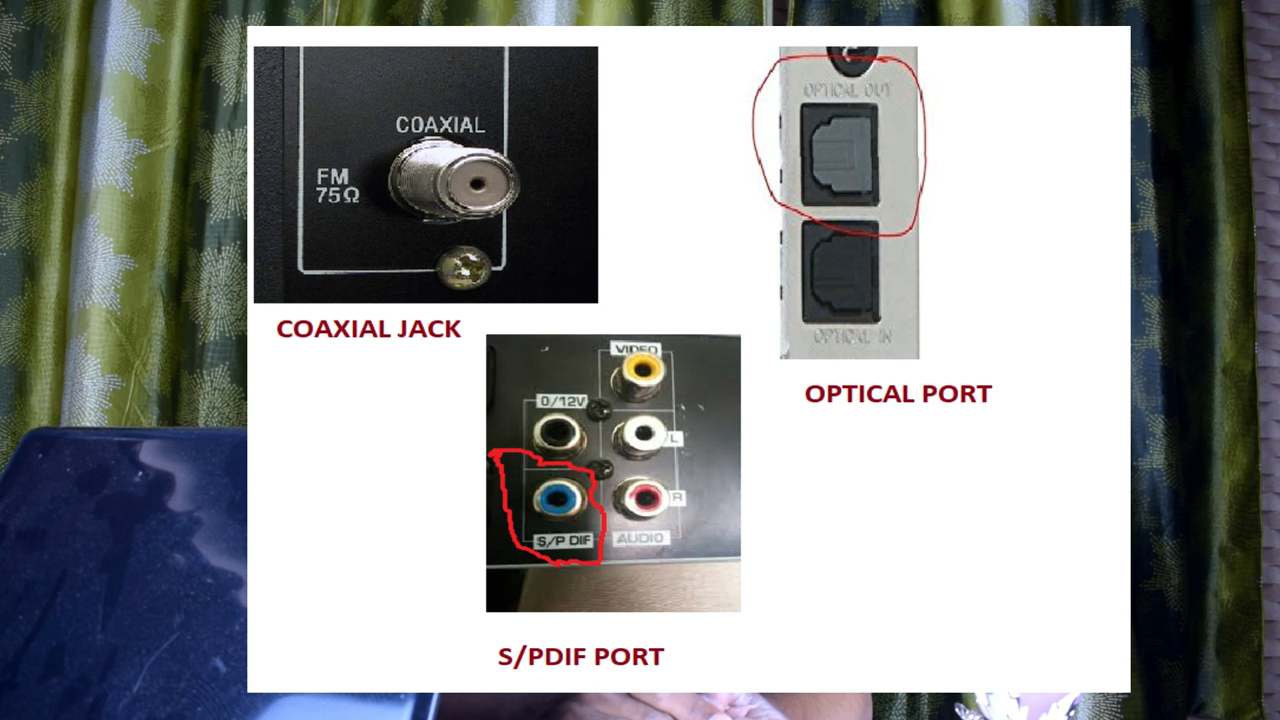 COAXIAL
FM
75Ω
COAXIAL JACK
OPTICAL OUT
OPTICAL IN
OPTICAL PORT
VIDEO
0/12V
L
R
S/P DIF
AUDIO
S/PDIF PORT